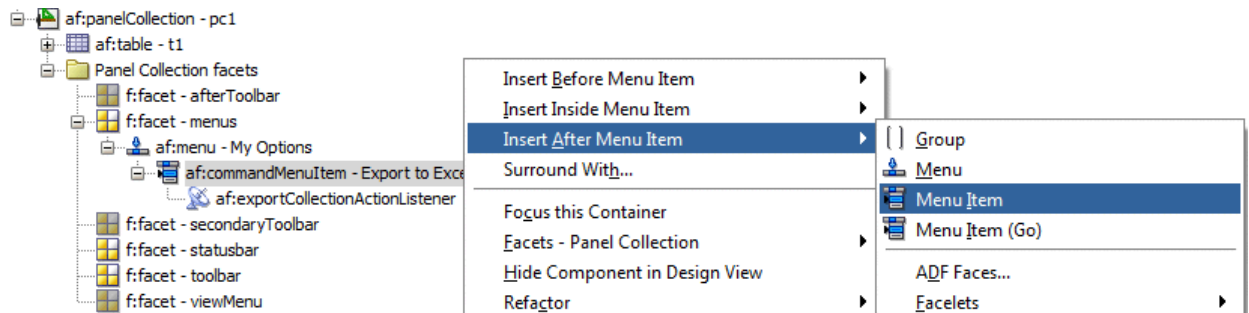 af:panelCollection - pc1
af:table - t1
Panel Collection facets
f:facet - afterToolbar
f:facet - menus
af:menu - My Options
af:commandMenuItem - Export to Exce
af:exportCollectionActionListener
f:facet - secondaryToolbar
f:facet - statusbar
f:facet - toolbar
f:facet - viewMenu
Insert Before Menu Item
Insert Inside Menu Item
Insert After Menu Item
Surround With...
Focus this Container
Facets - Panel Collection
Hide Component in Design View
Refactor
Group
Menu
Menu Item
Menu Item (Go)
ADF Faces...
Facelets